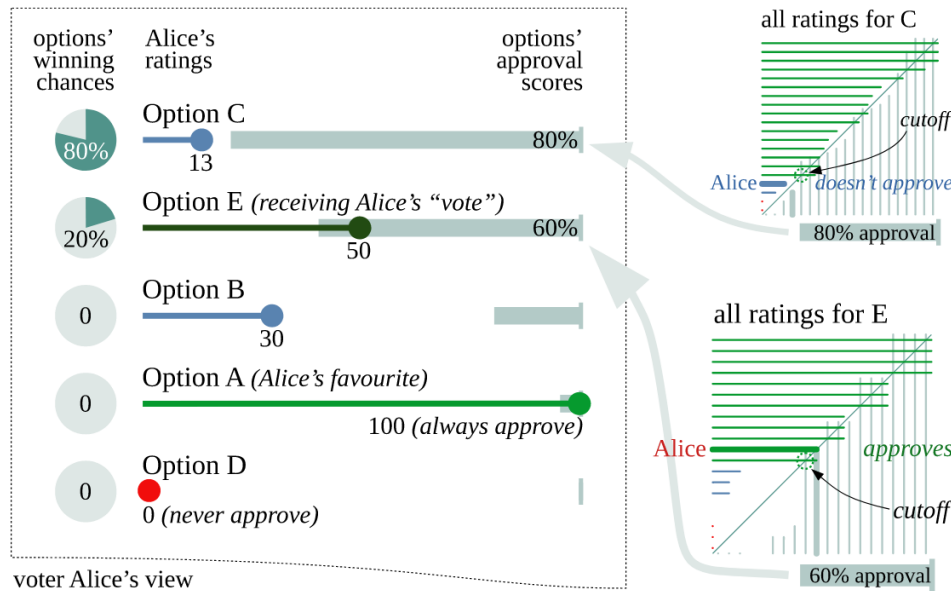 options’
winning
chances
Alice’s
ratings
options’
approval
scores
Option C
80%
13
80%
Option E (receiving Alice’s “vote”)
20%
50
60%
Option B
0
30
Option A (Alice’s favourite)
0
100 (always approve)
Option D
0
0 (never approve)
voter Alice’s view
all ratings for C
cutoff
Alice
doesn’t approve
80% approval
all ratings for E
Alice
approves
cutoff
60% approval